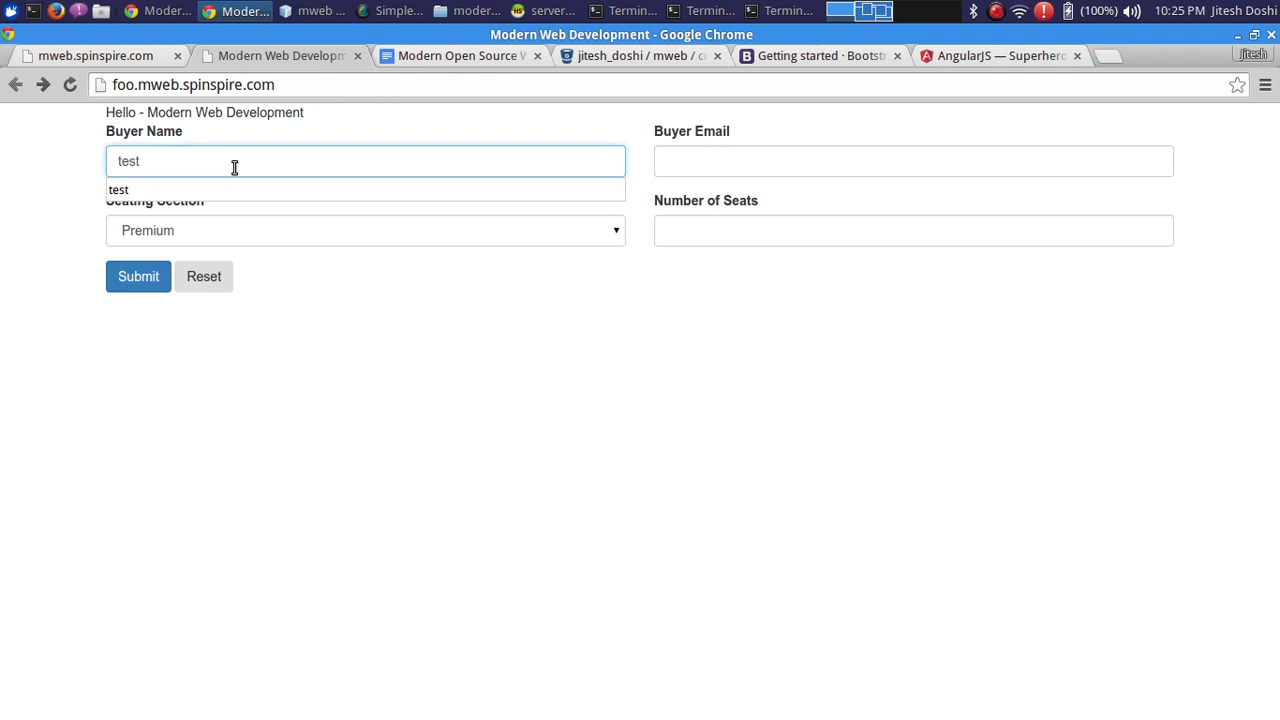 Moder...
Moder...
mweb ...
Simple...
moder...
server...
Termin...
Termin...
Termin...
(100%)
10:25 PM Jitesh Doshi
Modern Web Development - Google Chrome
mweb.spinspire.com
Modern Web Developm
Modern Open Source W
jitesh_doshi / mweb / c
Getting started · Bootst
AngularJS — Superhero
Jitesh
foo.mweb.spinspire.com
Hello - Modern Web Development
Buyer Name
Buyer Email
test
test
Seating Section
Number of Seats
Premium
Submit
Reset